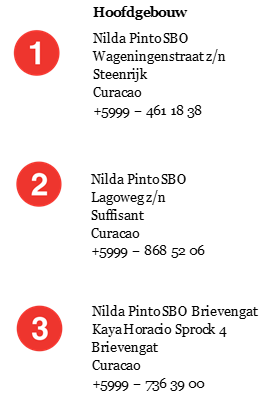 Hoofdgebouw
1
Nilda Pinto SBO
Wageningenstraat z/n
Steenrijk
Curacao
+5999 – 461 18 38
2
Nilda Pinto SBO
Lagoweg z/n
Suffisant
Curacao
+5999 – 868 52 06
3
Nilda Pinto SBO Brievengat
Kaya Horacio Sprock 4
Brievengat
Curacao
+5999 – 736 39 00